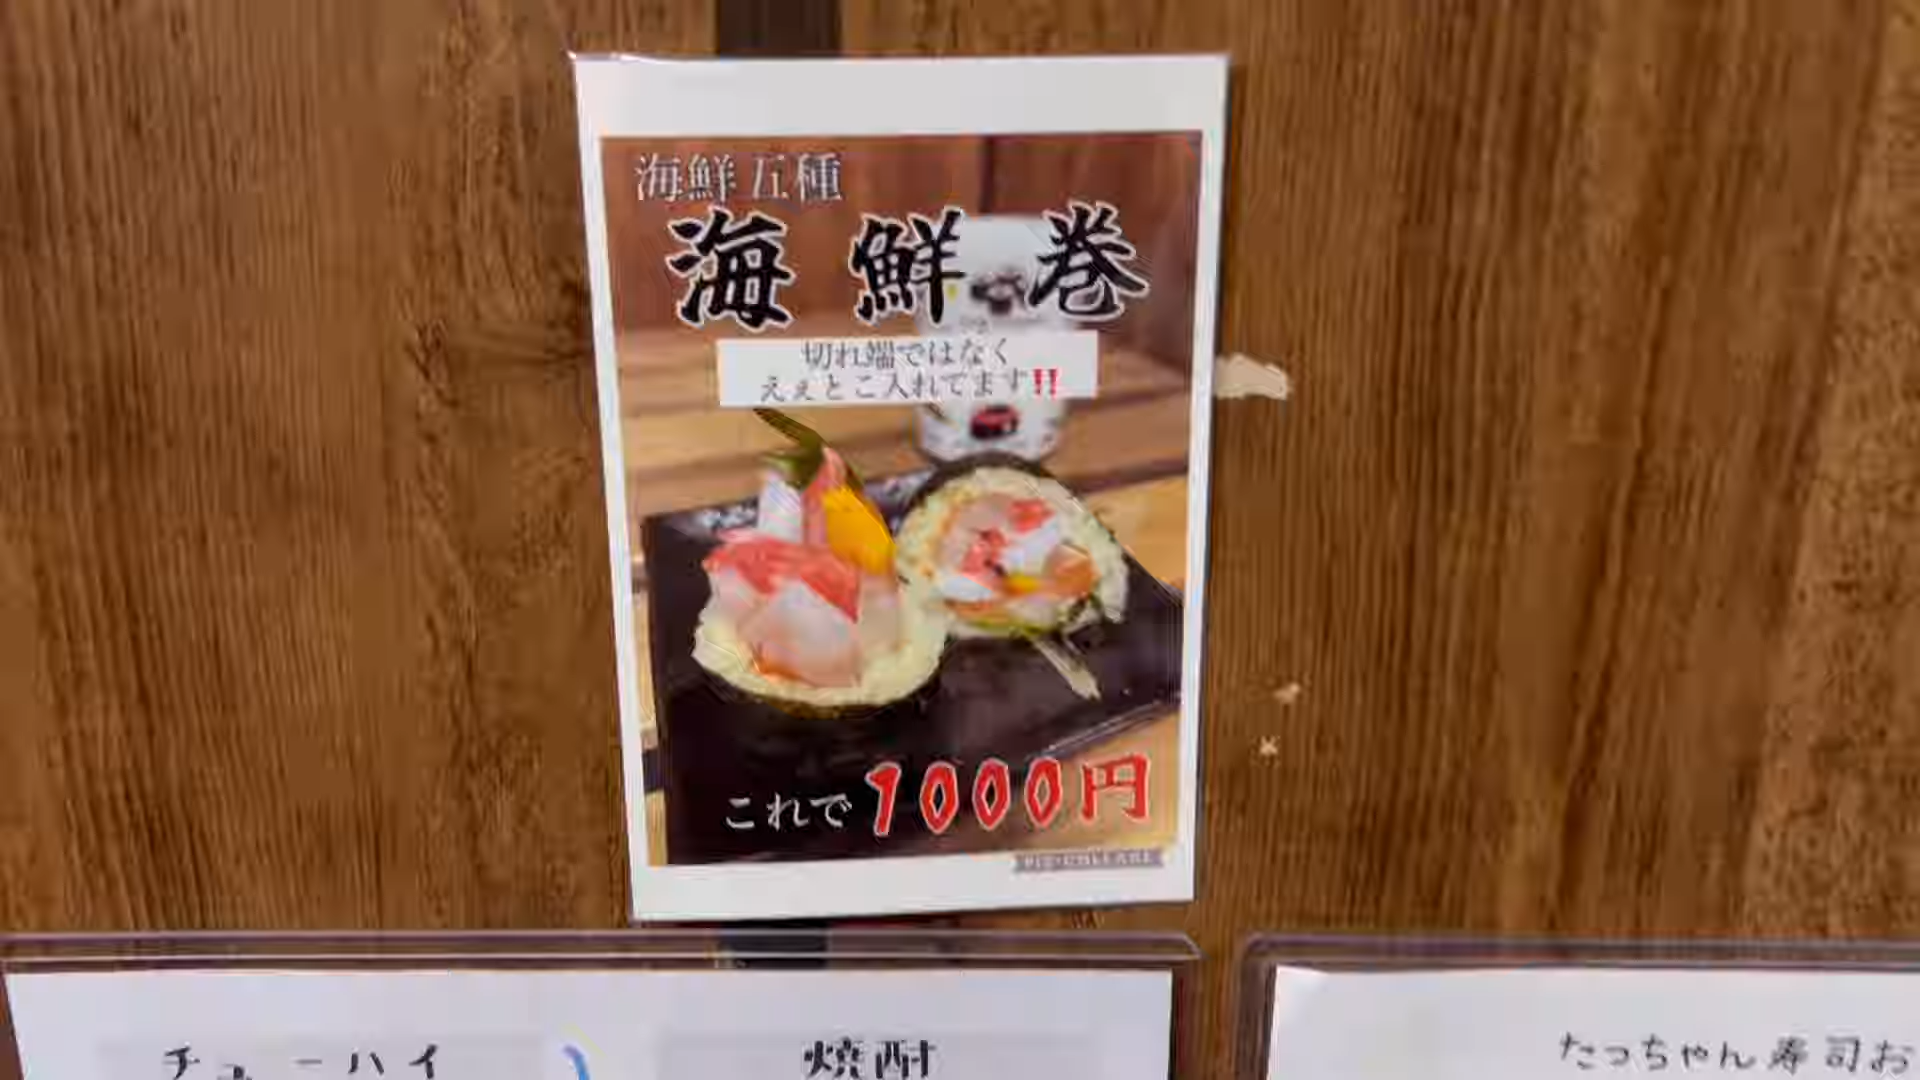 海鮮五種
海鮮巻
切れ端ではなく
ええとこ入れてます‼
これで1000円
PIC•COLLAGE
チューハイ
焼酎
たっちゃん寿司お